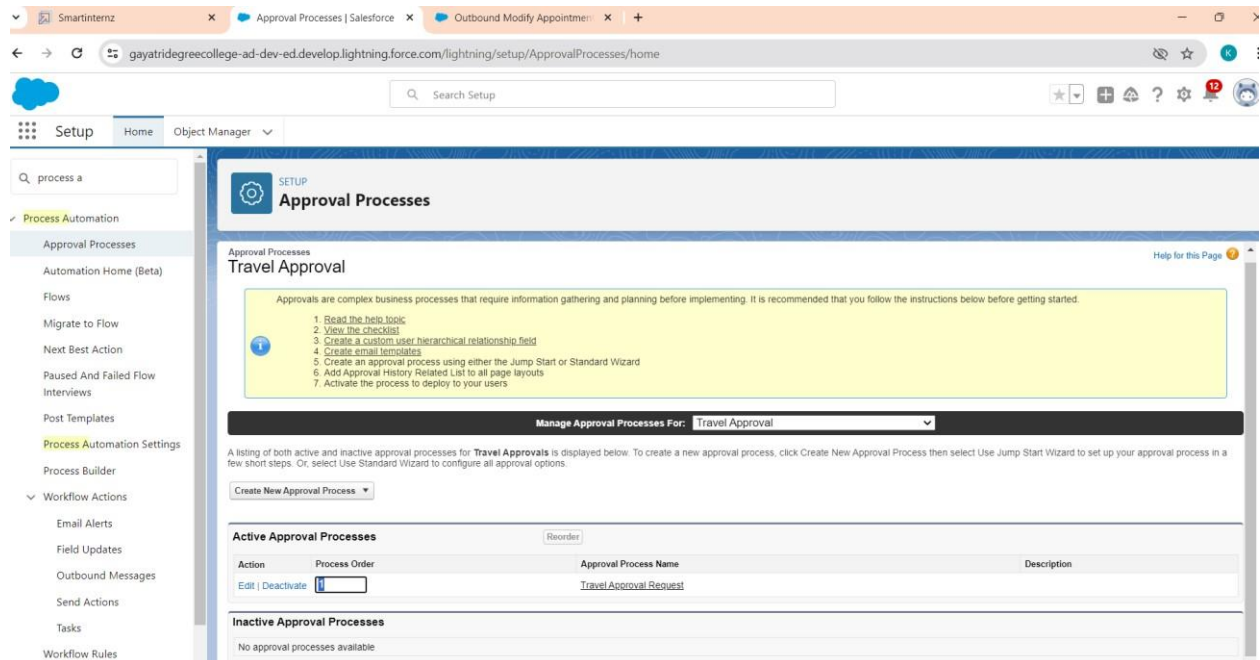 Smartinternz
Approval Processes | Salesforce
Outbound Modify Appointmen
gayatridegreecollege-ad-dev-ed.develop.lightning.force.com/lightning/setup/ApprovalProcesses/home
K
Search Setup
12
Setup Home Object Manager
process a
Process Automation
Approval Processes
Automation Home (Beta)
Flows
Migrate to Flow
Next Best Action
Paused And Failed Flow
Interviews
Post Templates
Process Automation Settings
Process Builder
Workflow Actions
Email Alerts
Field Updates
Outbound Messages
Send Actions
Tasks
Workflow Rules
SETUP
Approval Processes
Approval Processes
Travel Approval
Help for this Page
Approvals are complex business processes that require information gathering and planning before implementing. It is recommended that you follow the instructions below before getting started.
1. Read the help topic
2. View the checklist
3. Create a custom user hierarchical relationship field
4. Create email templates
5. Create an approval process using either the Jump Start or Standard Wizard
6. Add Approval History Related List to all page layouts
7. Activate the process to deploy to your users
Manage Approval Processes For: Travel Approval
A listing of both active and inactive approval processes for Travel Approvals is displayed below. To create a new approval process, click Create New Approval Process then select Use Jump Start Wizard to set up your approval process in a
few short steps. Or, select Use Standard Wizard to configure all approval options.
Create New Approval Process
Active Approval Processes Reorder
Action Process Order Approval Process Name Description
Edit | Deactivate 1 Travel Approval Request
Inactive Approval Processes
No approval processes available